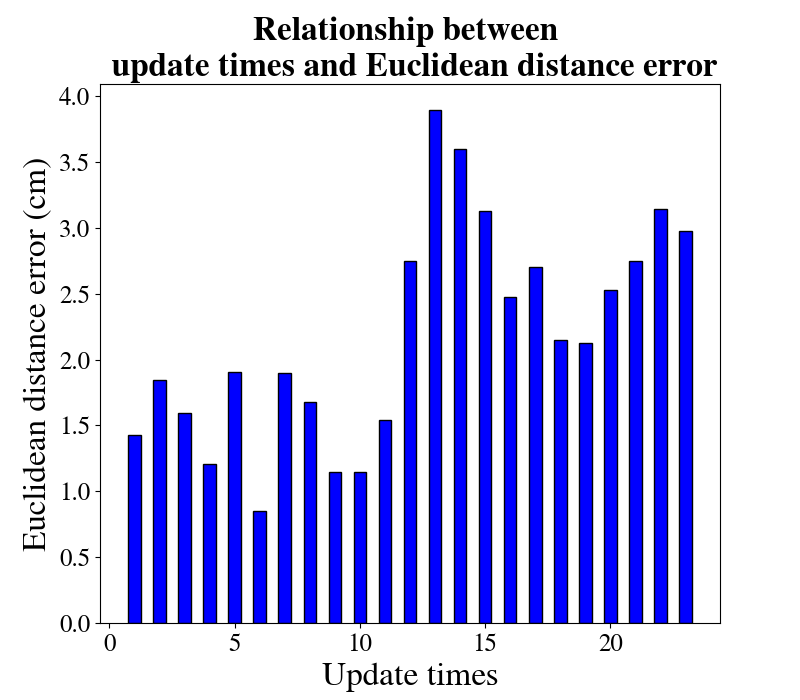 Relationship between
update times and Euclidean distance error
Euclidean distance error (cm)
4.0
3.5
3.0
2.5
2.0
1.5
1.0
0.5
0.0
0 5 10 15 20
Update times